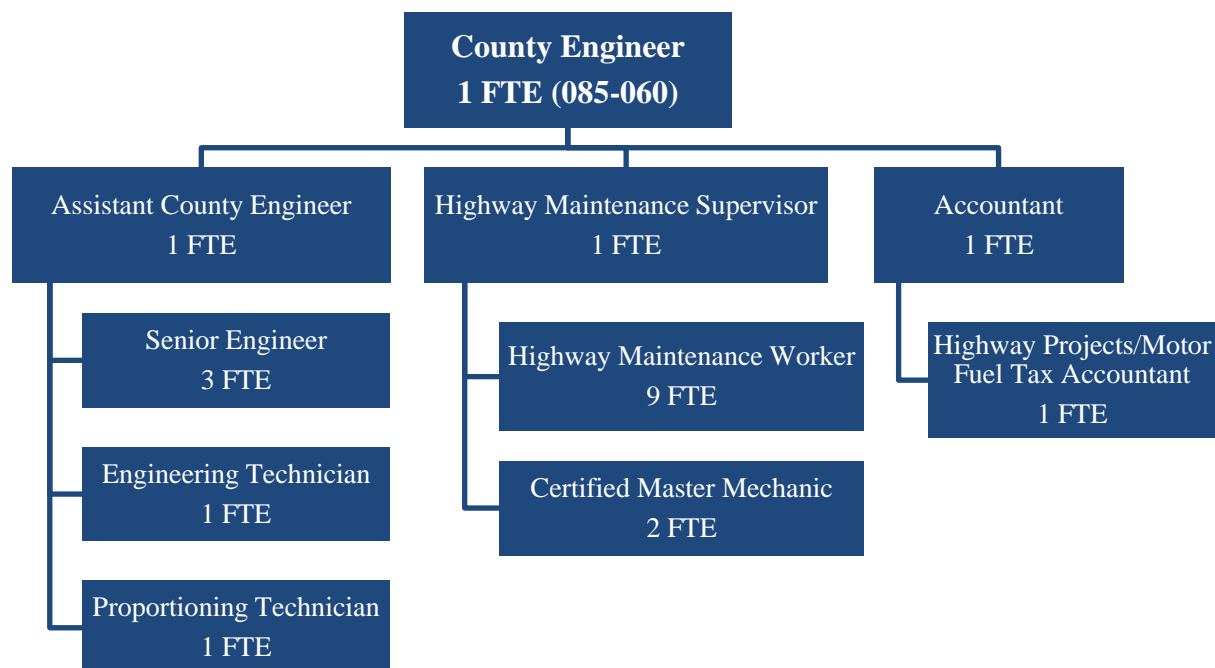 County Engineer
1 FTE (085-060)
Assistant County Engineer
1 FTE
Highway Maintenance Supervisor
1 FTE
Accountant
1 FTE
Senior Engineer
3 FTE
Engineering Technician
1 FTE
Proportioning Technician
1 FTE
Highway Maintenance Worker
9 FTE
Certified Master Mechanic
2 FTE
Highway Projects/Motor
Fuel Tax Accountant
1 FTE